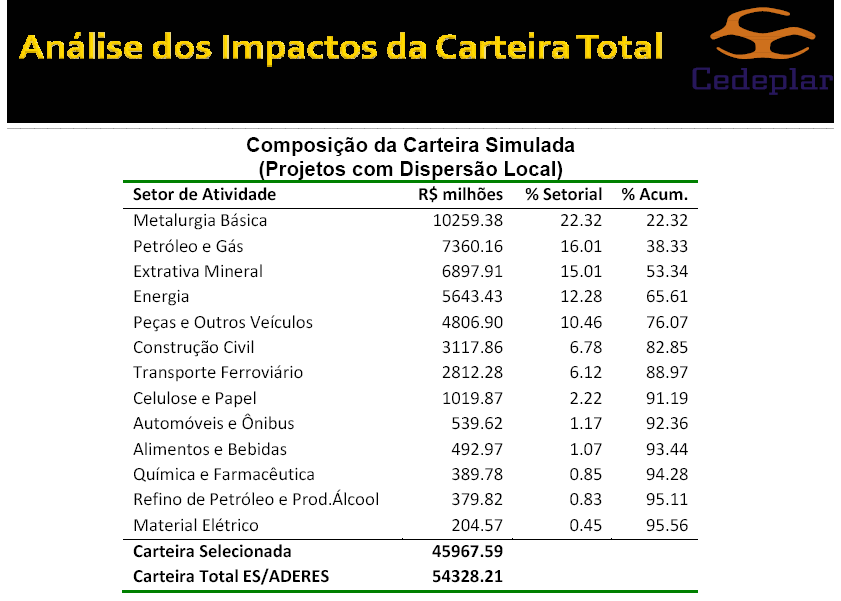 Análise dos Impactos da Carteira Total
Cedeplar
Composição da Carteira Simulada
(Projetos com Dispersão Local)
Setor de Atividade R$ milhões % Setorial % Acum.
Metalurgia Básica 10259.38 22.32 22.32
Petróleo e Gás 7360.16 16.01 38.33
Extrativa Mineral 6897.91 15.01 53.34
Energia 5643.43 12.28 65.61
Peças e Outros Veículos 4806.90 10.46 76.07
Construção Civil 3117.86 6.78 82.85
Transporte Ferroviário 2812.28 6.12 88.97
Celulose e Papel 1019.87 2.22 91.19
Automóveis e Ônibus 539.62 1.17 92.36
Alimentos e Bebidas 492.97 1.07 93.44
Química e Farmacêutica 389.78 0.85 94.28
Refino de Petróleo e Prod.Álcool 379.82 0.83 95.11
Material Elétrico 204.57 0.45 95.56
Carteira Selecionada 45967.59
Carteira Total ES/ADERES 54328.21